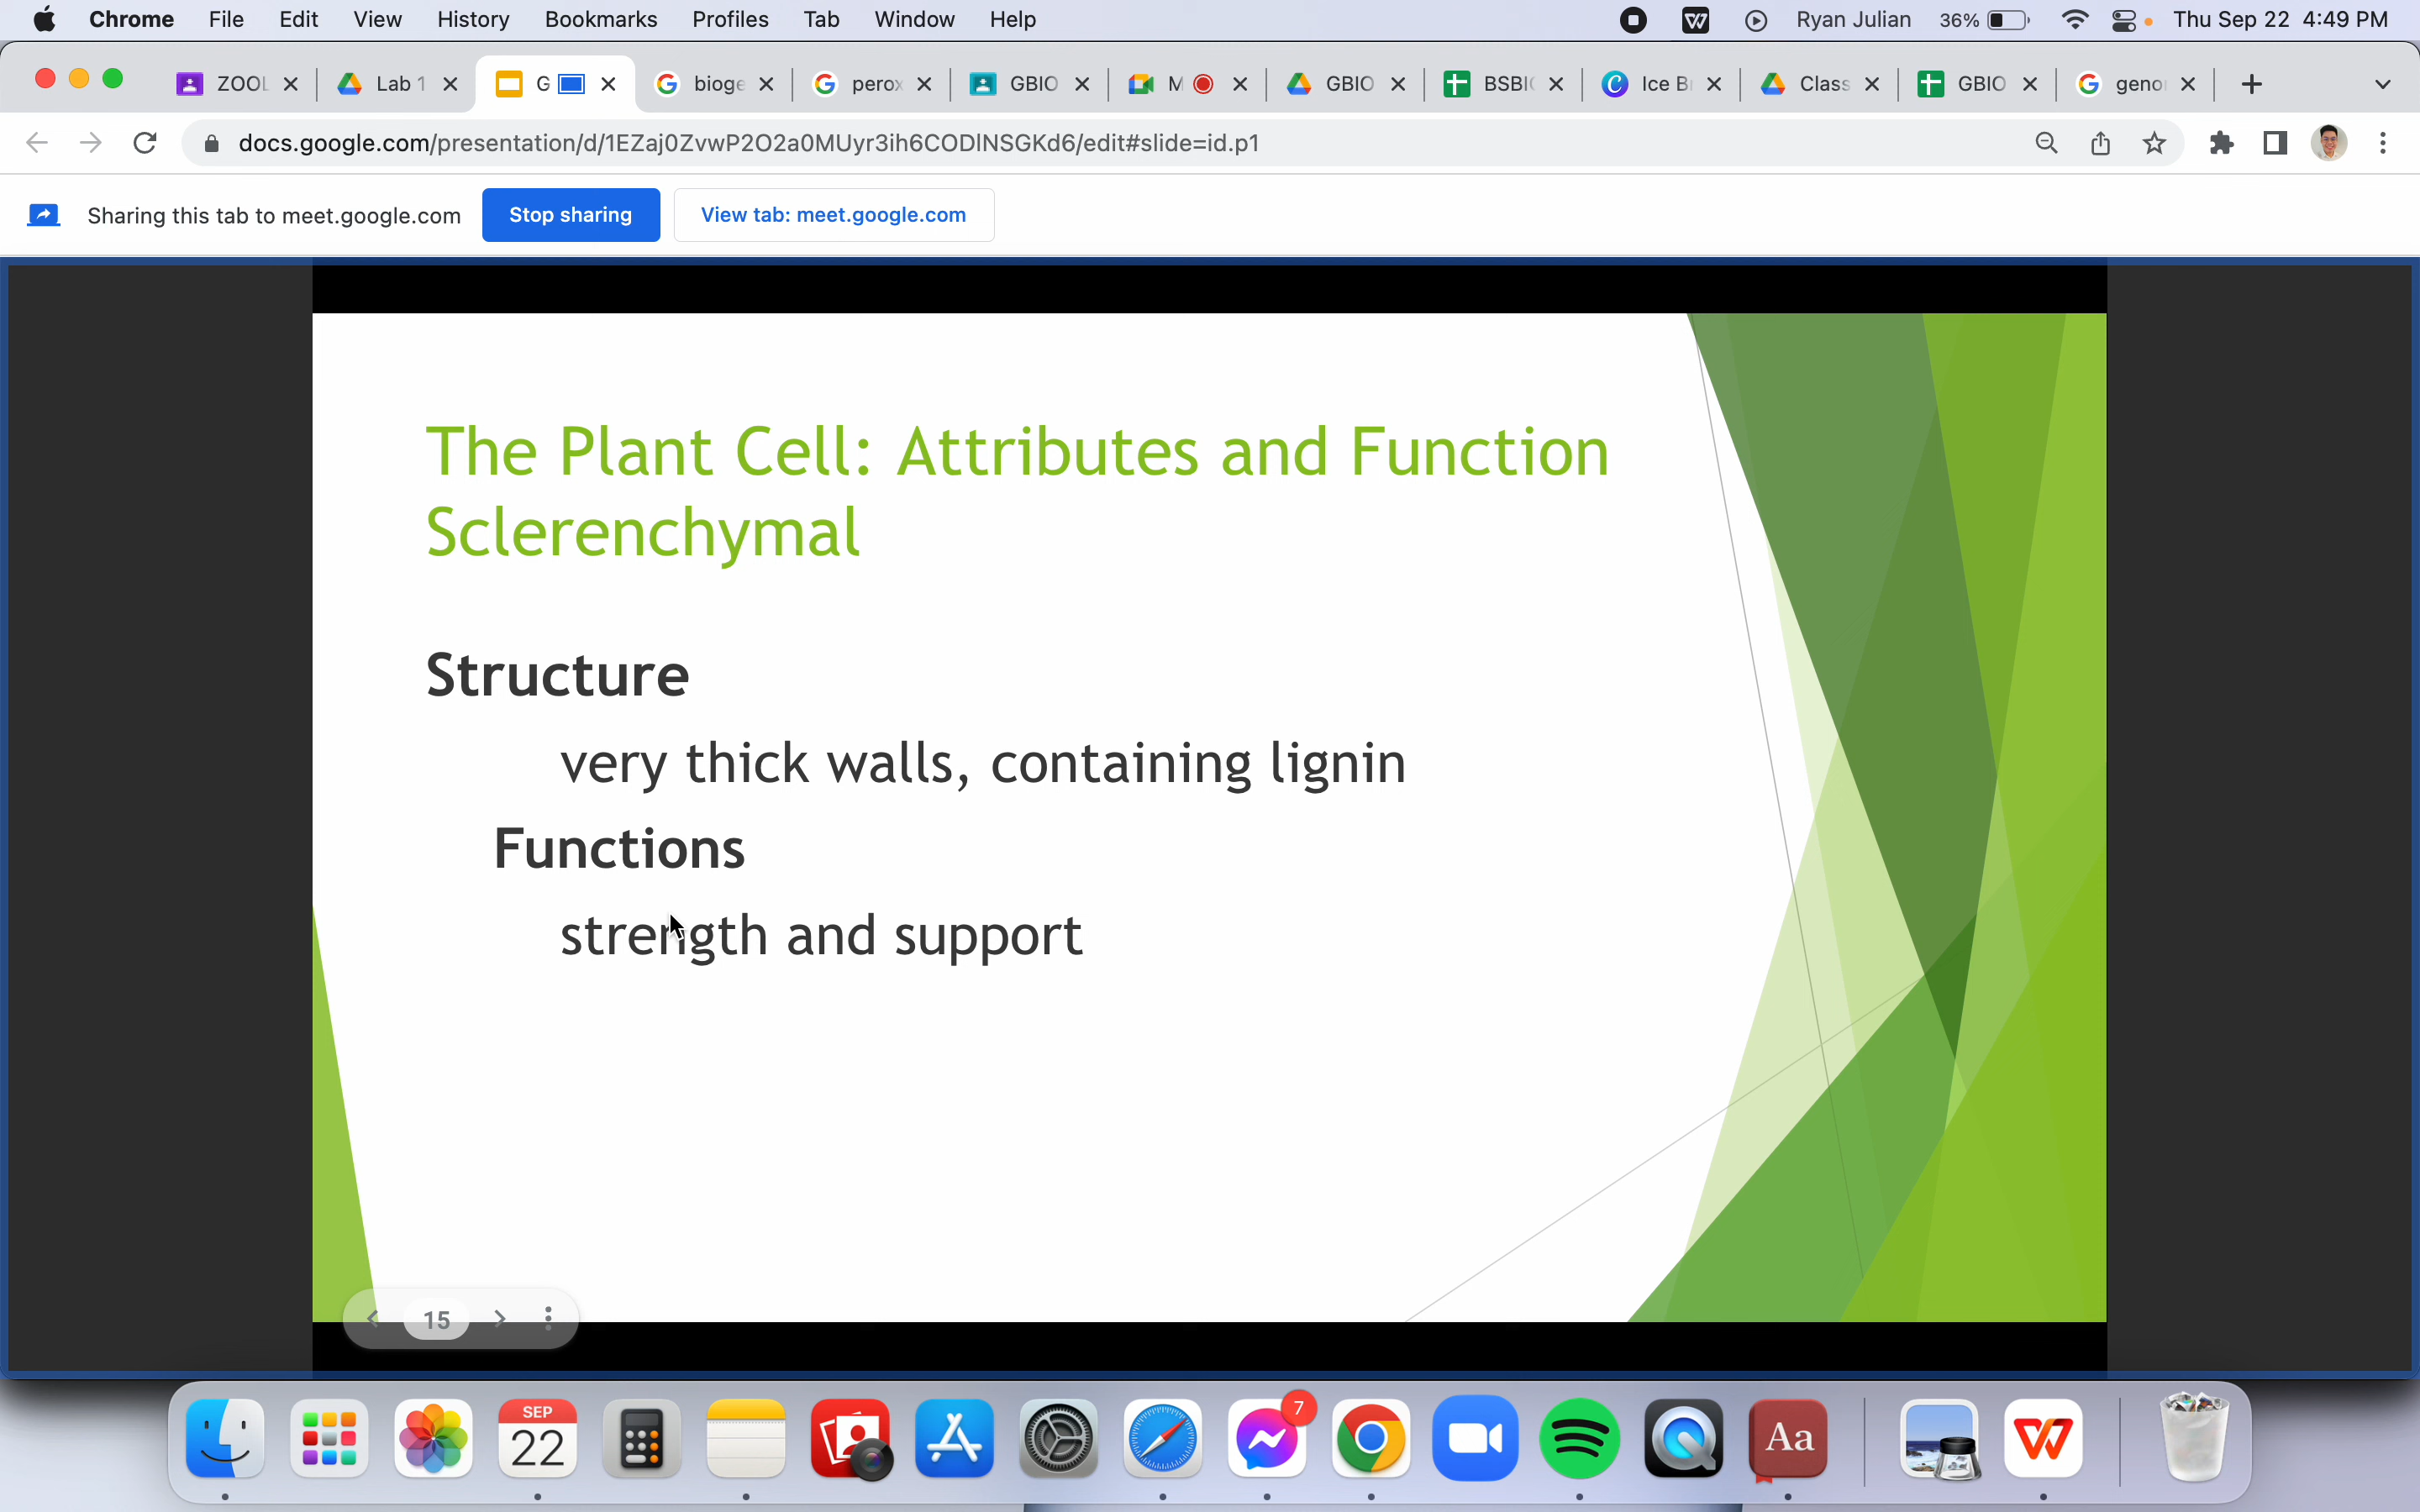 Chrome File Edit View History Bookmarks Profiles Tab Window Help Ryan Julian 36% Thu Sep 22 4:49 PM
ZOOL Lab 1 G bioge perox GBIO M GBIO BSBI Ice B Class GBIO geno
docs.google.com/presentation/d/1EZaj0ZvwP2O2a0MUyr3ih6CODlNSGKd6/edit#slide=id.p1
Sharing this tab to meet.google.com Stop sharing View tab: meet.google.com
The Plant Cell: Attributes and Function
Sclerenchymal
Structure
very thick walls, containing lignin
Functions
strength and support
15
SEP
22
7
Aa